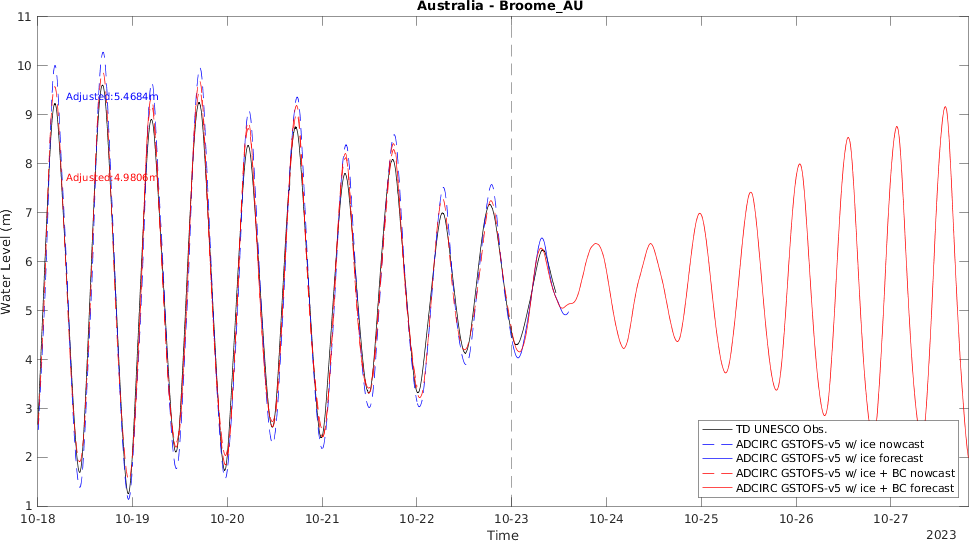 Australia - Broome_AU
11
10
9
8
7
6
5
4
3
2
1
Water Level (m)
Adjusted:5.4684m
Adjusted:4.9806m
TD UNESCO Obs.
ADCIRC GSTOFS-v5 w/ ice nowcast
ADCIRC GSTOFS-v5 w/ ice forecast
ADCIRC GSTOFS-v5 w/ ice + BC nowcast
ADCIRC GSTOFS-v5 w/ ice + BC forecast
10-18 10-19 10-20 10-21 10-22 10-23 10-24 10-25 10-26 10-27
Time
2023